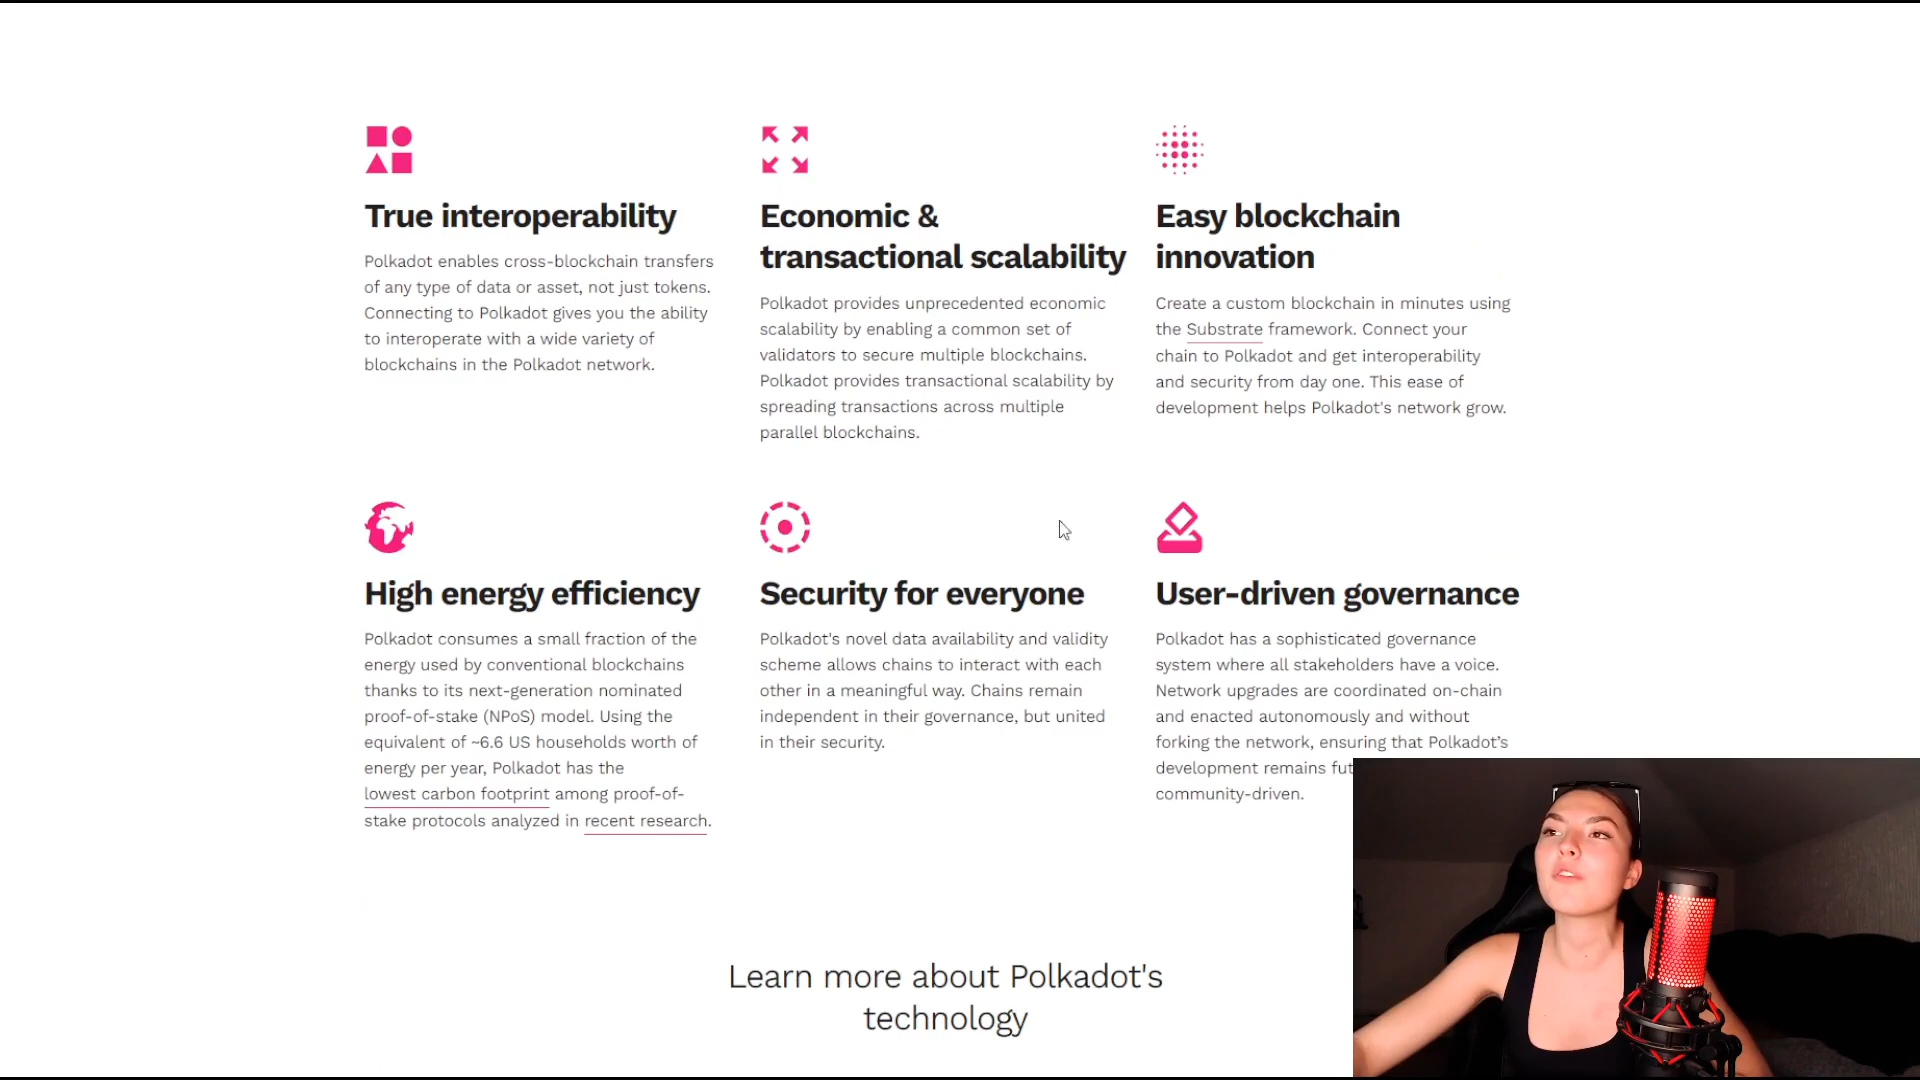 True interoperability
Polkadot enables cross-blockchain transfers
of any type of data or asset, not just tokens.
Connecting to Polkadot gives you the ability
to interoperate with a wide variety of
blockchains in the Polkadot network.
Economic &
transactional scalability
Polkadot provides unprecedented economic
scalability by enabling a common set of
validators to secure multiple blockchains.
Polkadot provides transactional scalability by
spreading transactions across multiple
parallel blockchains.
Easy blockchain
innovation
Create a custom blockchain in minutes using
the Substrate framework. Connect your
chain to Polkadot and get interoperability
and security from day one. This ease of
development helps Polkadot's network grow.
High energy efficiency
Polkadot consumes a small fraction of the
energy used by conventional blockchains
thanks to its next-generation nominated
proof-of-stake (NPoS) model. Using the
equivalent of ~6.6 US households worth of
energy per year, Polkadot has the
lowest carbon footprint among proof-of-
stake protocols analyzed in recent research.
Security for everyone
Polkadot's novel data availability and validity
scheme allows chains to interact with each
other in a meaningful way. Chains remain
independent in their governance, but united
in their security.
User-driven governance
Polkadot has a sophisticated governance
system where all stakeholders have a voice.
Network upgrades are coordinated on-chain
and enacted autonomously and without
forking the network, ensuring that Polkadot’s
development remains
community-driven.
Learn more about Polkadot's
technology